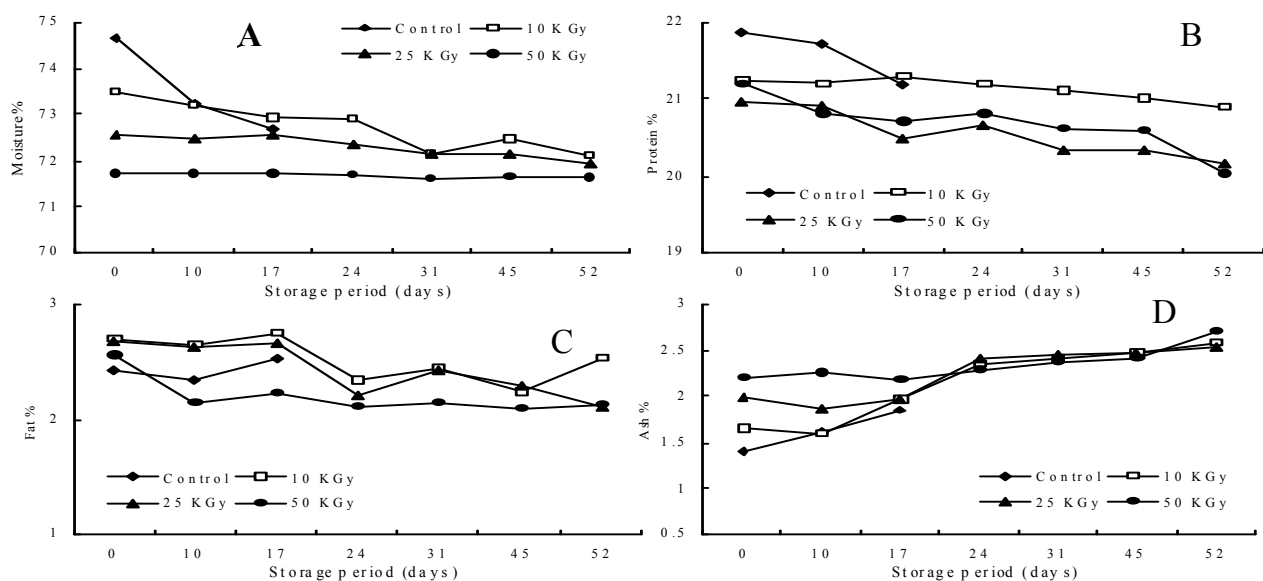 A
Control 10 KGy
25 KGy 50 KGy
Moisture%
75
74
73
72
71
70
0 10 17 24 31 45 52
Storage period (days)
B
Protein %
22
21
20
19
Control 10 KGy
25 KGy 50 KGy
0 10 17 24 31 45 52
Storage period (days)
C
Fat %
3
2
1
Control 10 KGy
25 KGy 50 KGy
0 10 17 24 31 45 52
Storage period (days)
D
Ash %
3
2.5
2
1.5
1
0.5
Control 10 KGy
25 KGy 50 KGy
0 10 17 24 31 45 52
Storage period (days)